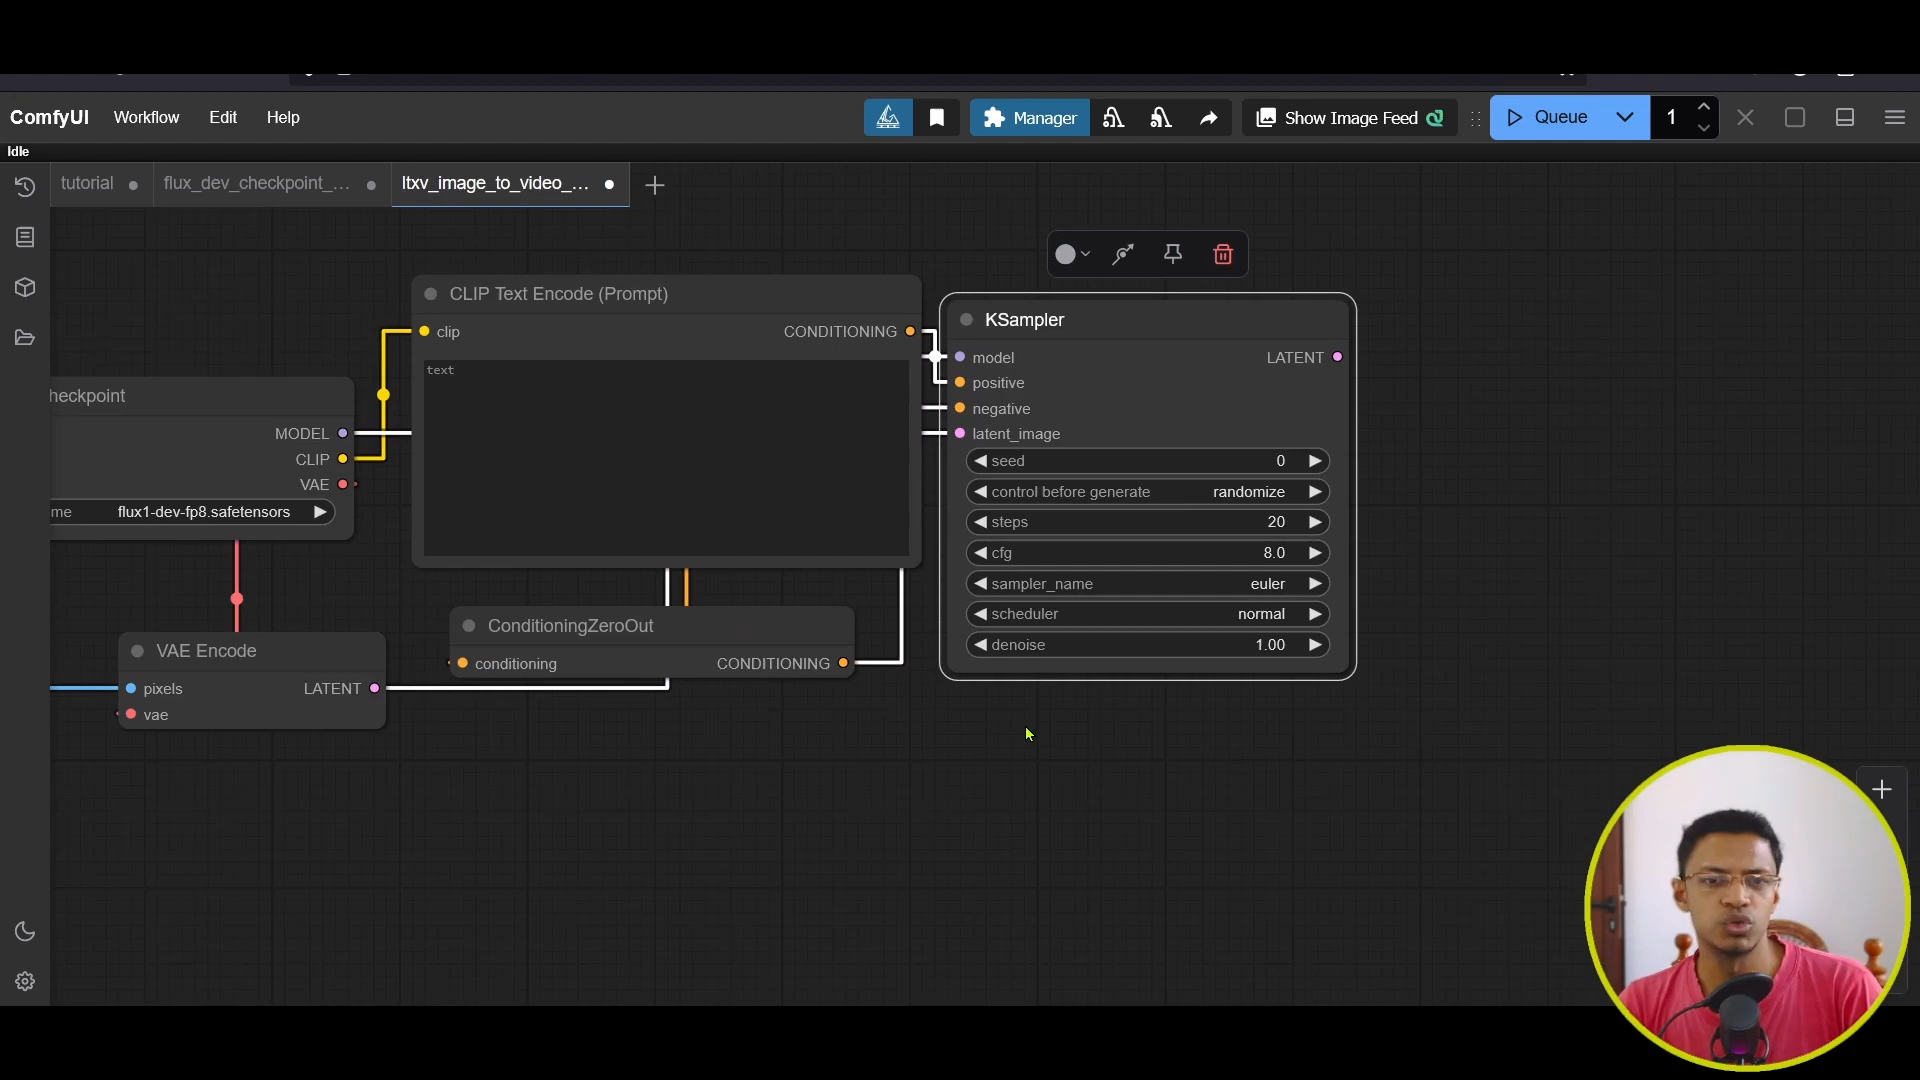 ComfyUI Workflow Edit Help Manager Show Image Feed Queue 1
Idle
tutorial flux_dev_checkpoint_... ltxv_image_to_video_...
CLIP Text Encode (Prompt)
clip CONDITIONING
text
heckpoint
MODEL
CLIP
VAE
me flux1-dev-fp8.safetensors
VAE Encode
pixels LATENT
vae
ConditioningZeroOut
conditioning CONDITIONING
KSampler
model LATENT
positive
negative
latent_image
seed 0
control before generate randomize
steps 20
cfg 8.0
sampler_name euler
scheduler normal
denoise 1.00